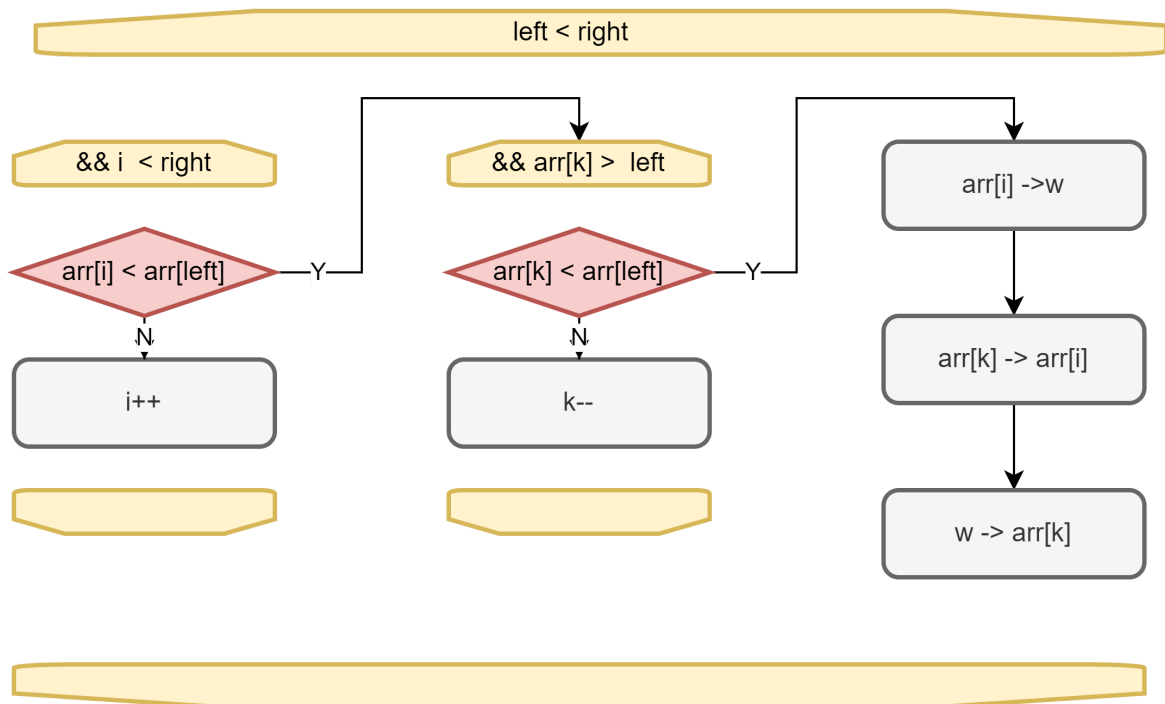 left < right
&& i  < right
arr[i] < arr[left]
Y
N
i++
&& arr[k] >  left
arr[k] < arr[left]
Y
N
k--
arr[i] ->w
arr[k] -> arr[i]
w -> arr[k]